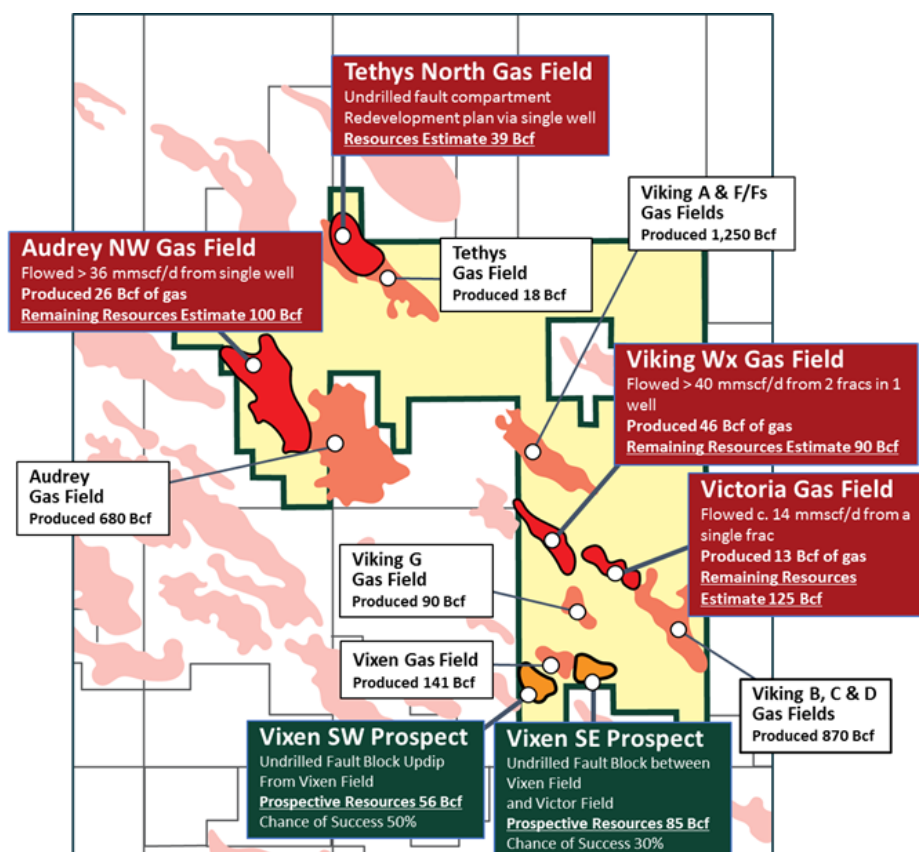 Tethys North Gas Field
Undrilled fault compartment
Redevelopment plan via single well
Resources Estimate 39 Bcf
Viking A & F/Fs
Gas Fields
Produced 1,250 Bcf
Audrey NW Gas Field
Flowed > 36 mmscf/d from single well
Produced 26 Bcf of gas
Remaining Resources Estimate 100 Bcf
Tethys
Gas Field
Produced 18 Bcf
Viking Wx Gas Field
Flowed > 40 mmscf/d from 2 fracs in 1
well
Produced 46 Bcf of gas
Remaining Resources Estimate 90 Bcf
Audrey
Gas Field
Produced 680 Bcf
Victoria Gas Field
Flowed c. 14 mmscf/d from a
single frac
Produced 13 Bcf of gas
Remaining Resources
Estimate 125 Bcf
Viking G
Gas Field
Produced 90 Bcf
Vixen Gas Field
Produced 141 Bcf
Viking B, C & D
Gas Fields
Produced 870 Bcf
Vixen SW Prospect
Undrilled Fault Block Updip
From Vixen Field
Prospective Resources 56 Bcf
Chance of Success 50%
Vixen SE Prospect
Undrilled Fault Block between
Vixen Field
and Victor Field
Prospective Resources 85 Bcf
Chance of Success 30%